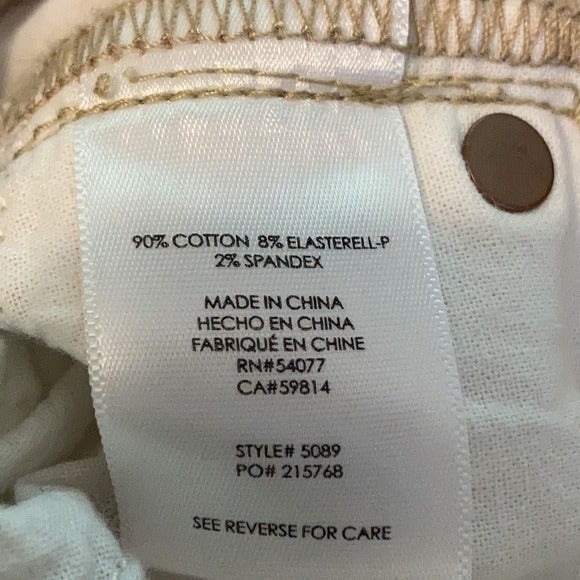 90% COTTON 8% ELASTERELL-P
2% SPANDEX
MADE IN CHINA
HECHO EN CHINA
FABRIQUÉ EN CHINE
RN#54077
CA#59814
STYLE# 5089
PO# 215768
SEE REVERSE FOR CARE